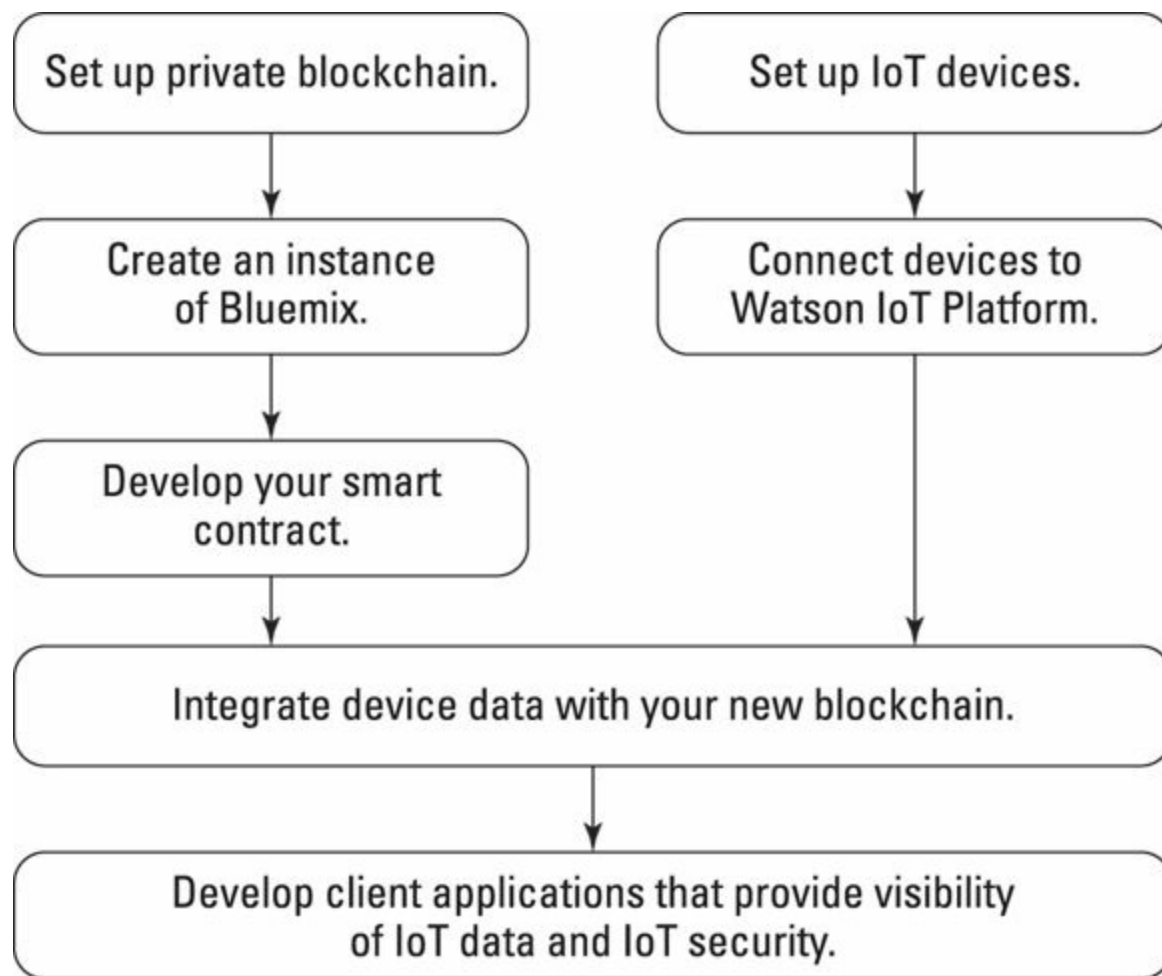 Set up private blockchain.
Set up IoT devices.
Create an instance
of Bluemix.
Connect devices to
Watson IoT Platform.
Develop your smart
contract.
Integrate device data with your new blockchain.
Develop client applications that provide visibility
of IoT data and IoT security.